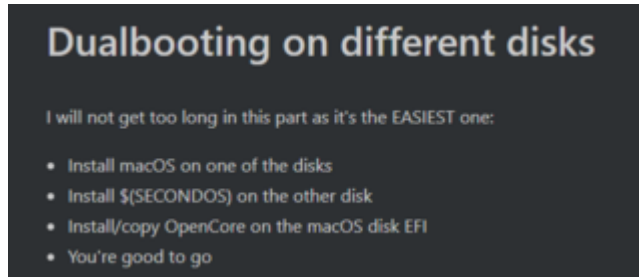 Dualbooting on different disks
I will not get too long in this part as it's the EASIEST one:
• Install macOS on one of the disks
• Install $(SECONDOS) on the other disk
• Install/copy OpenCore on the macOS disk EFI
• You're good to go